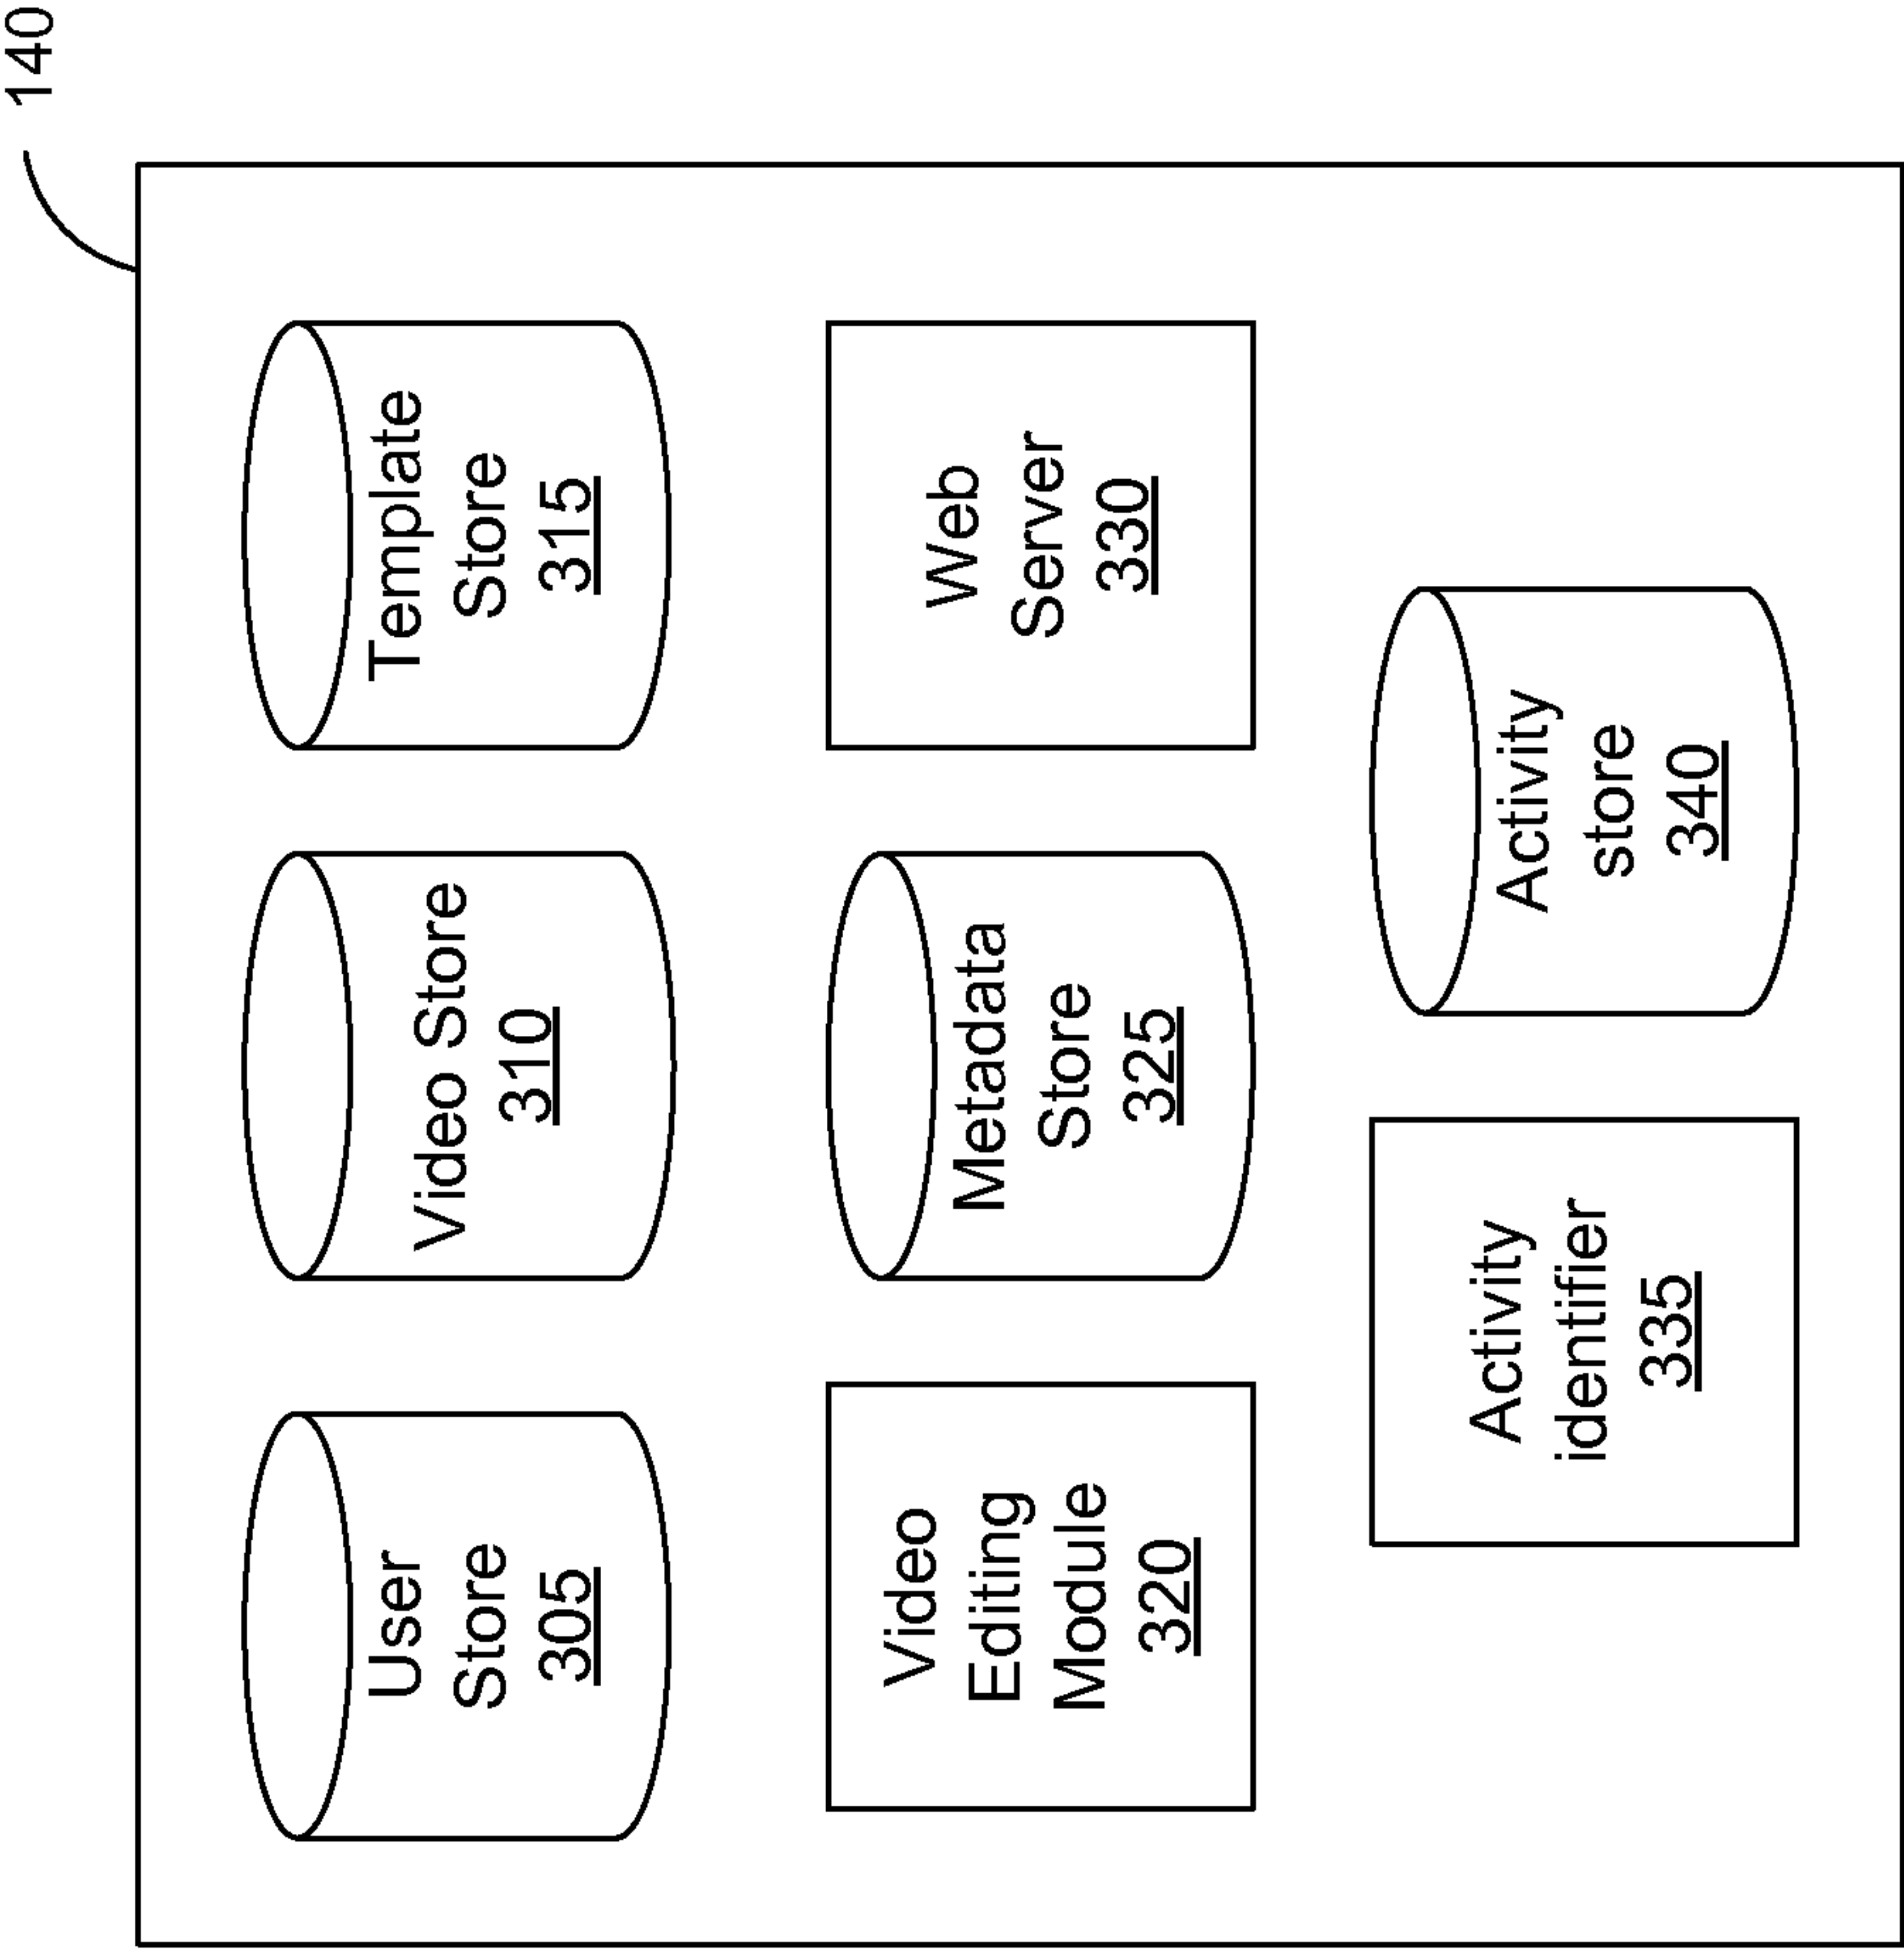 140
User
Store
305
Video Store
310
Template
Store
315
Video
Editing
Module
320
Metadata
Store
325
Web
Server
330
Activity
identifier
335
Activity
store
340